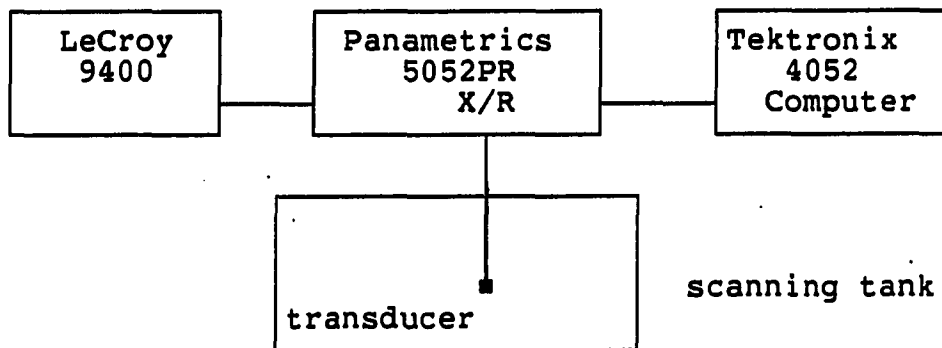 LeCroy
9400
Panametrics
5052PR
X/R
Tektronix
4052
Computer
transducer
scanning tank